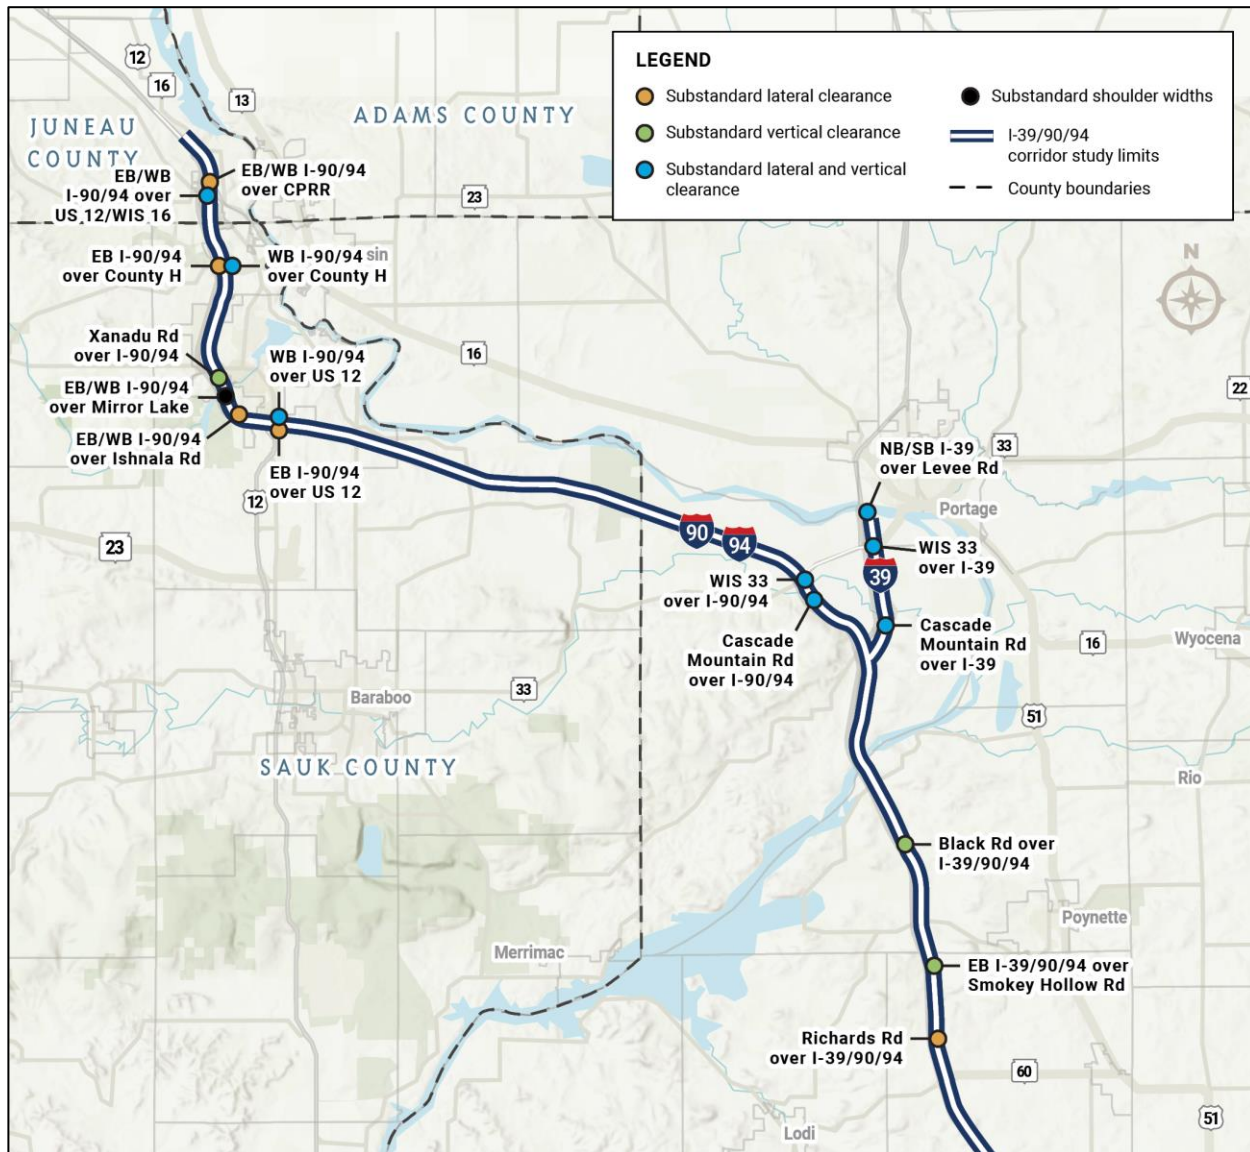 LEGEND
Substandard lateral clearance
Substandard vertical clearance
Substandard lateral and vertical
clearance
Substandard shoulder widths
I-39/90/94
corridor study limits
County boundaries
12
16
13
ADAMS COUNTY
JUNEAU
COUNTY
EB/WB
I-90/94 over
US 12/WIS 16
EB/WB I-90/94
over CPRR
23
EB I-90/94
over County H
WB I-90/94
over County H
sin
N
Xanadu Rd
over I-90/94
WB I-90/94
over US 12
16
EB/WB I-90/94
over Mirror Lake
22
EB/WB I-90/94
over Ishnala Rd
EB I-90/94
over US 12
NB/SB I-39
over Levee Rd
33
12
Portage
23
90
94
WIS 33
over I-39
39
WIS 33
over I-90/94
Cascade
Mountain Rd
over I-90/94
Cascade
Mountain Rd
over I-39
16
Wyocena
Baraboo
33
51
SAUK COUNTY
Rio
Black Rd over
I-39/90/94
Poynette
Merrimac
EB I-39/90/94 over
Smokey Hollow Rd
Richards Rd
over I-39/90/94
60
51
Lodi